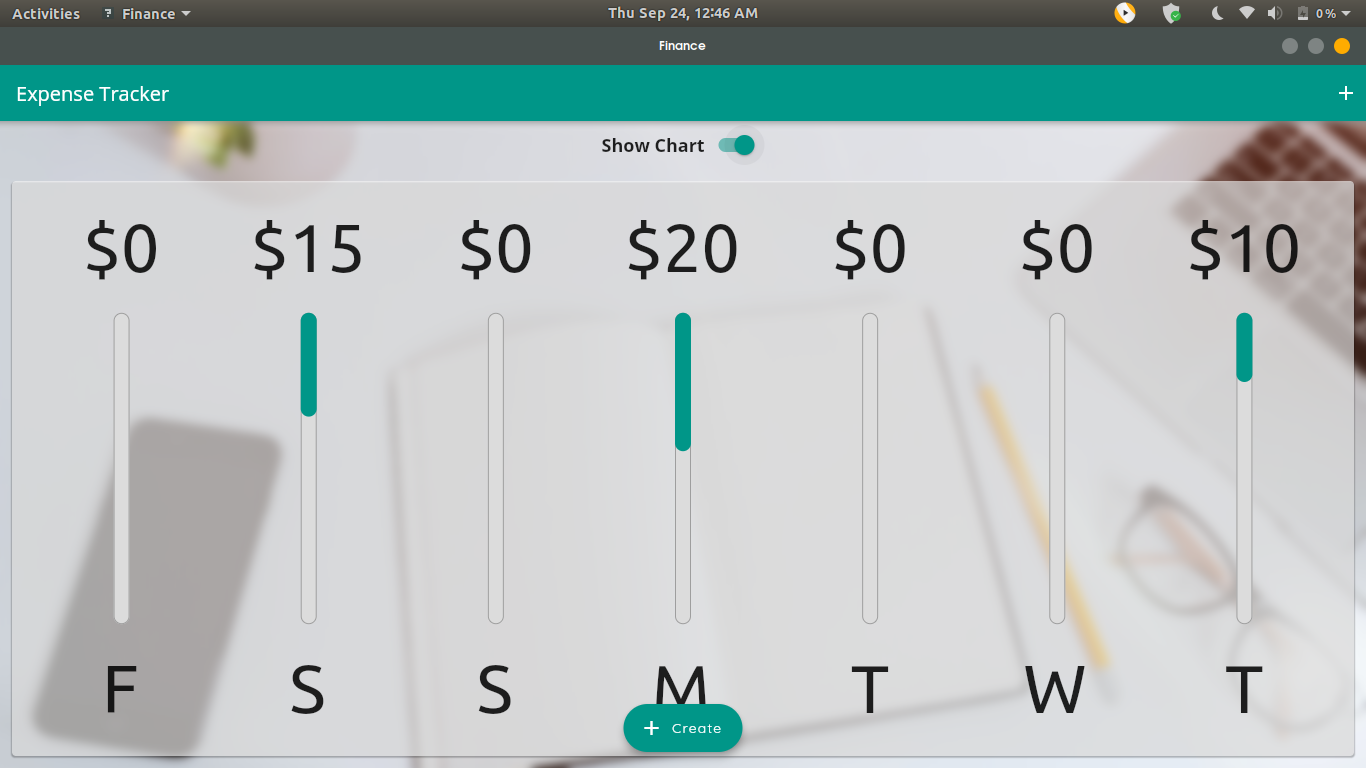 Activities Finance Thu Sep 24, 12:46 AM 0 %
Finance
Expense Tracker +
Show Chart
$0 $15 $0 $20 $0 $0 $10
F S S M T W T
+ Create